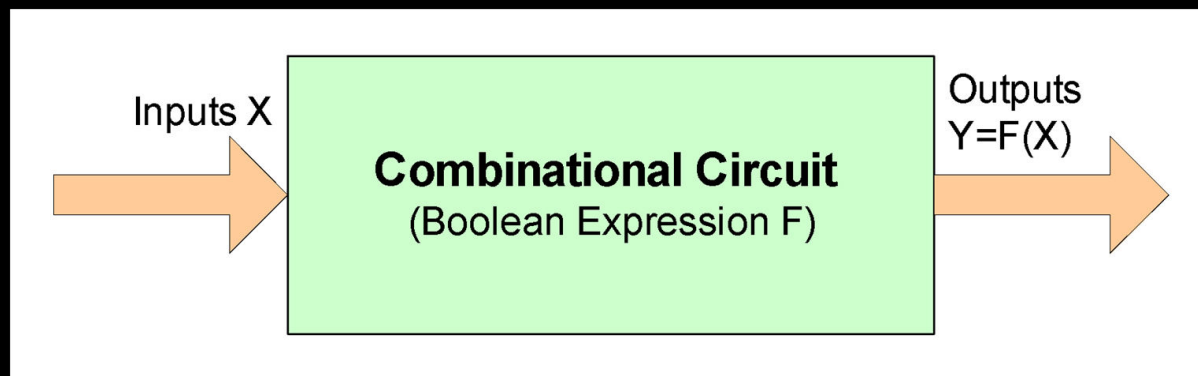 Inputs X
Combinational Circuit
(Boolean Expression F)
Outputs
Y=F(X)